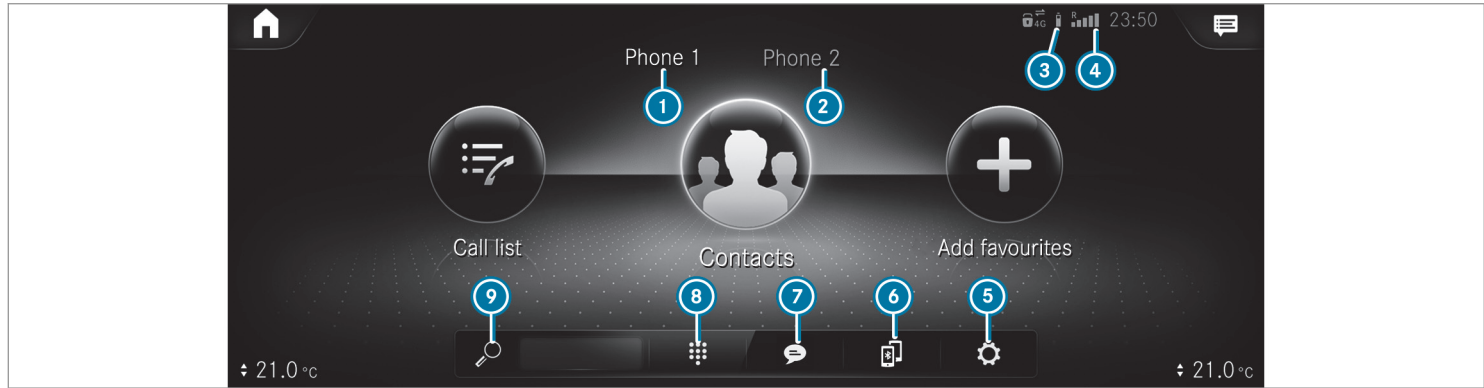 4G R 23:50
Phone 1 Phone 2
3 4
1 2
Call list Contacts Add favourites
9 8 7 6 5
21.0 °C 21.0 °C